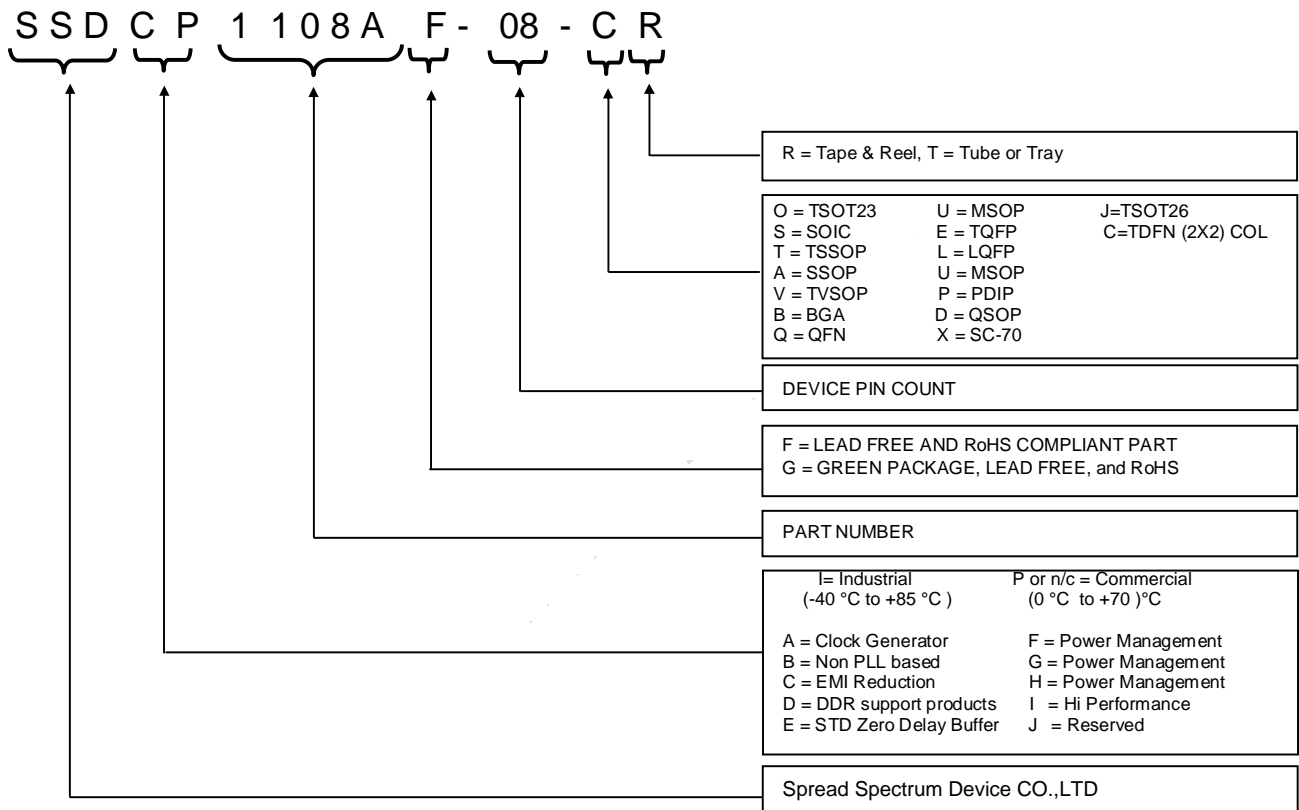 SSD CP 1108A F - 08 - C R
R = Tape & Reel, T = Tube or Tray
O = TSOT23 U = MSOP J=TSOT26
S = SOIC E = TQFP C=TDFN (2X2) COL
T = TSSOP L = LQFP
A = SSOP U = MSOP
V = TVSOP P = PDIP
B = BGA D = QSOP
Q = QFN X = SC-70
DEVICE PIN COUNT
F = LEAD FREE AND RoHS COMPLIANT PART
G = GREEN PACKAGE, LEAD FREE, and RoHS
PART NUMBER
I= Industrial P or n/c = Commercial
(-40 °C to +85 °C ) (0 °C to +70 )°C
A = Clock Generator F = Power Management
B = Non PLL based G = Power Management
C = EMI Reduction H = Power Management
D = DDR support products I = Hi Performance
E = STD Zero Delay Buffer J = Reserved
Spread Spectrum Device CO.,LTD